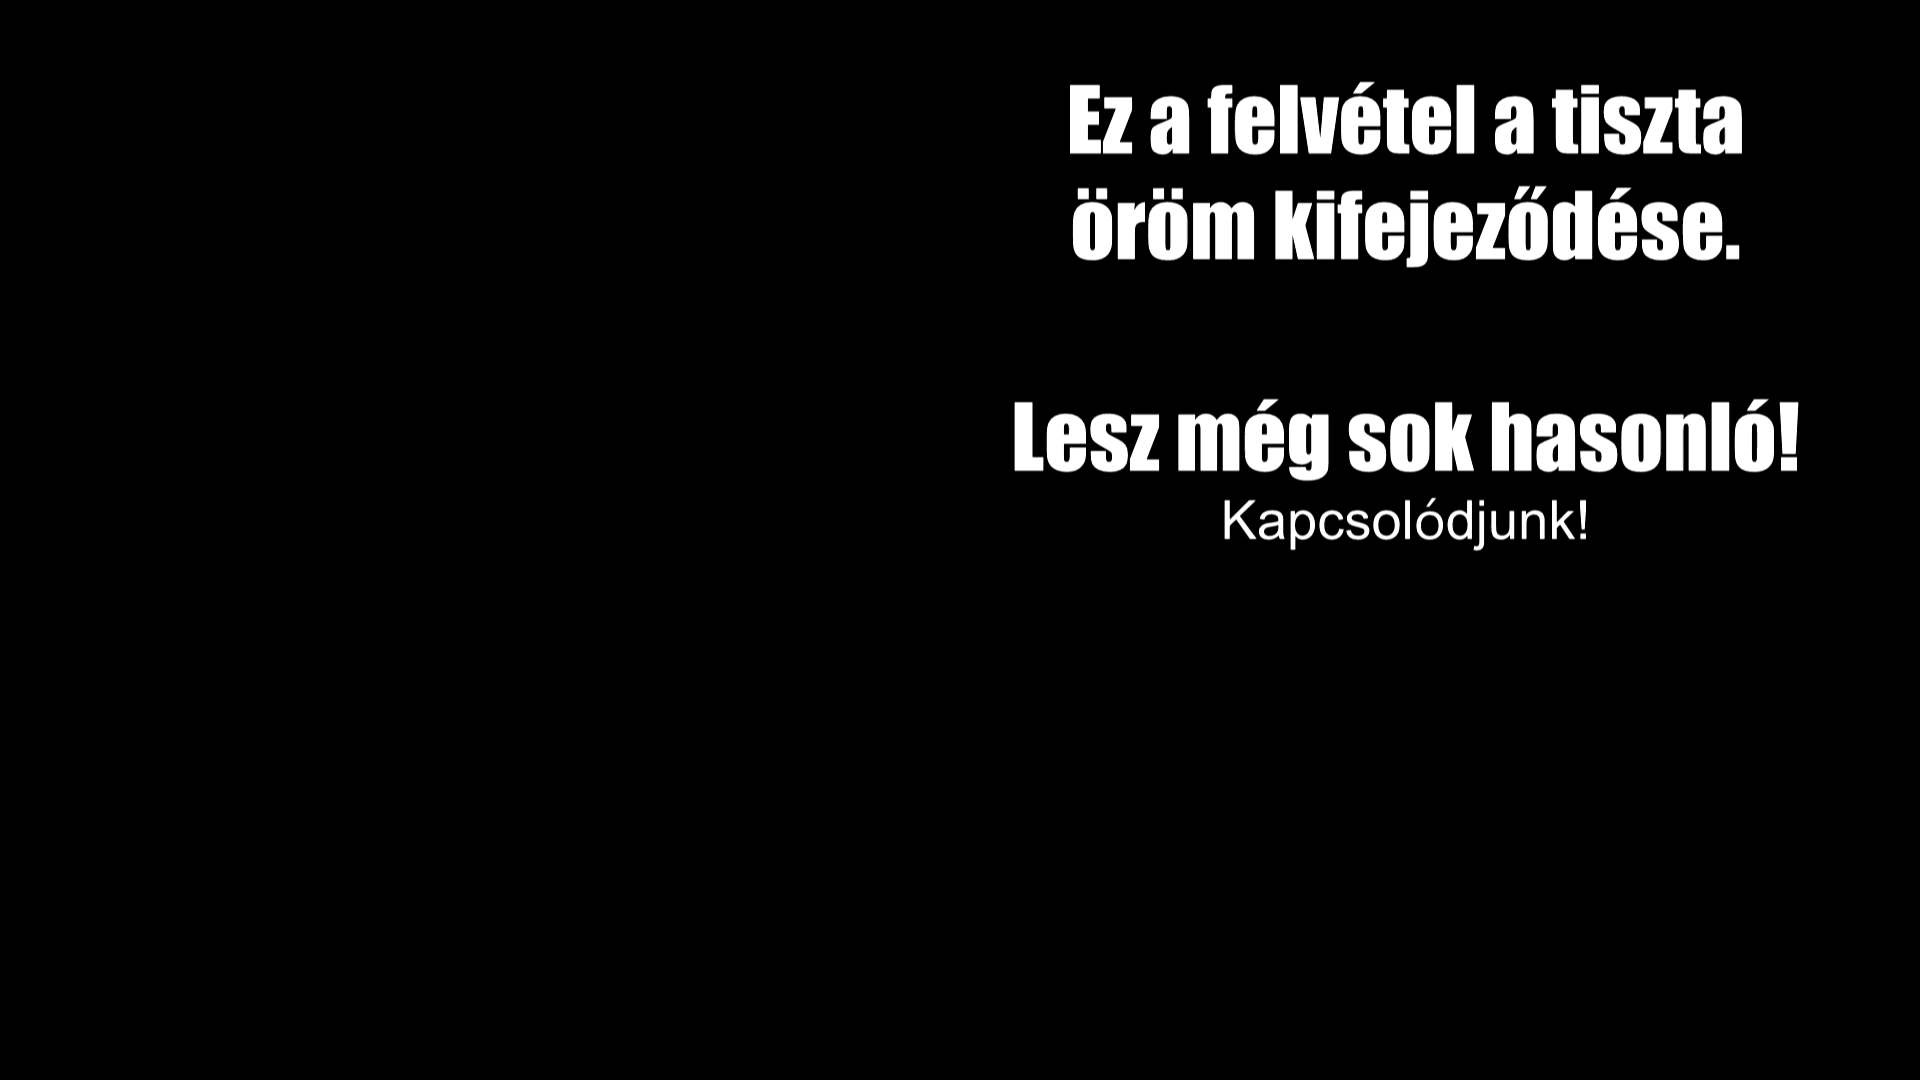 Ez a felvétel a tiszta
öröm kifejeződése.
Lesz még sok hasonló!
Kapcsolódjunk!